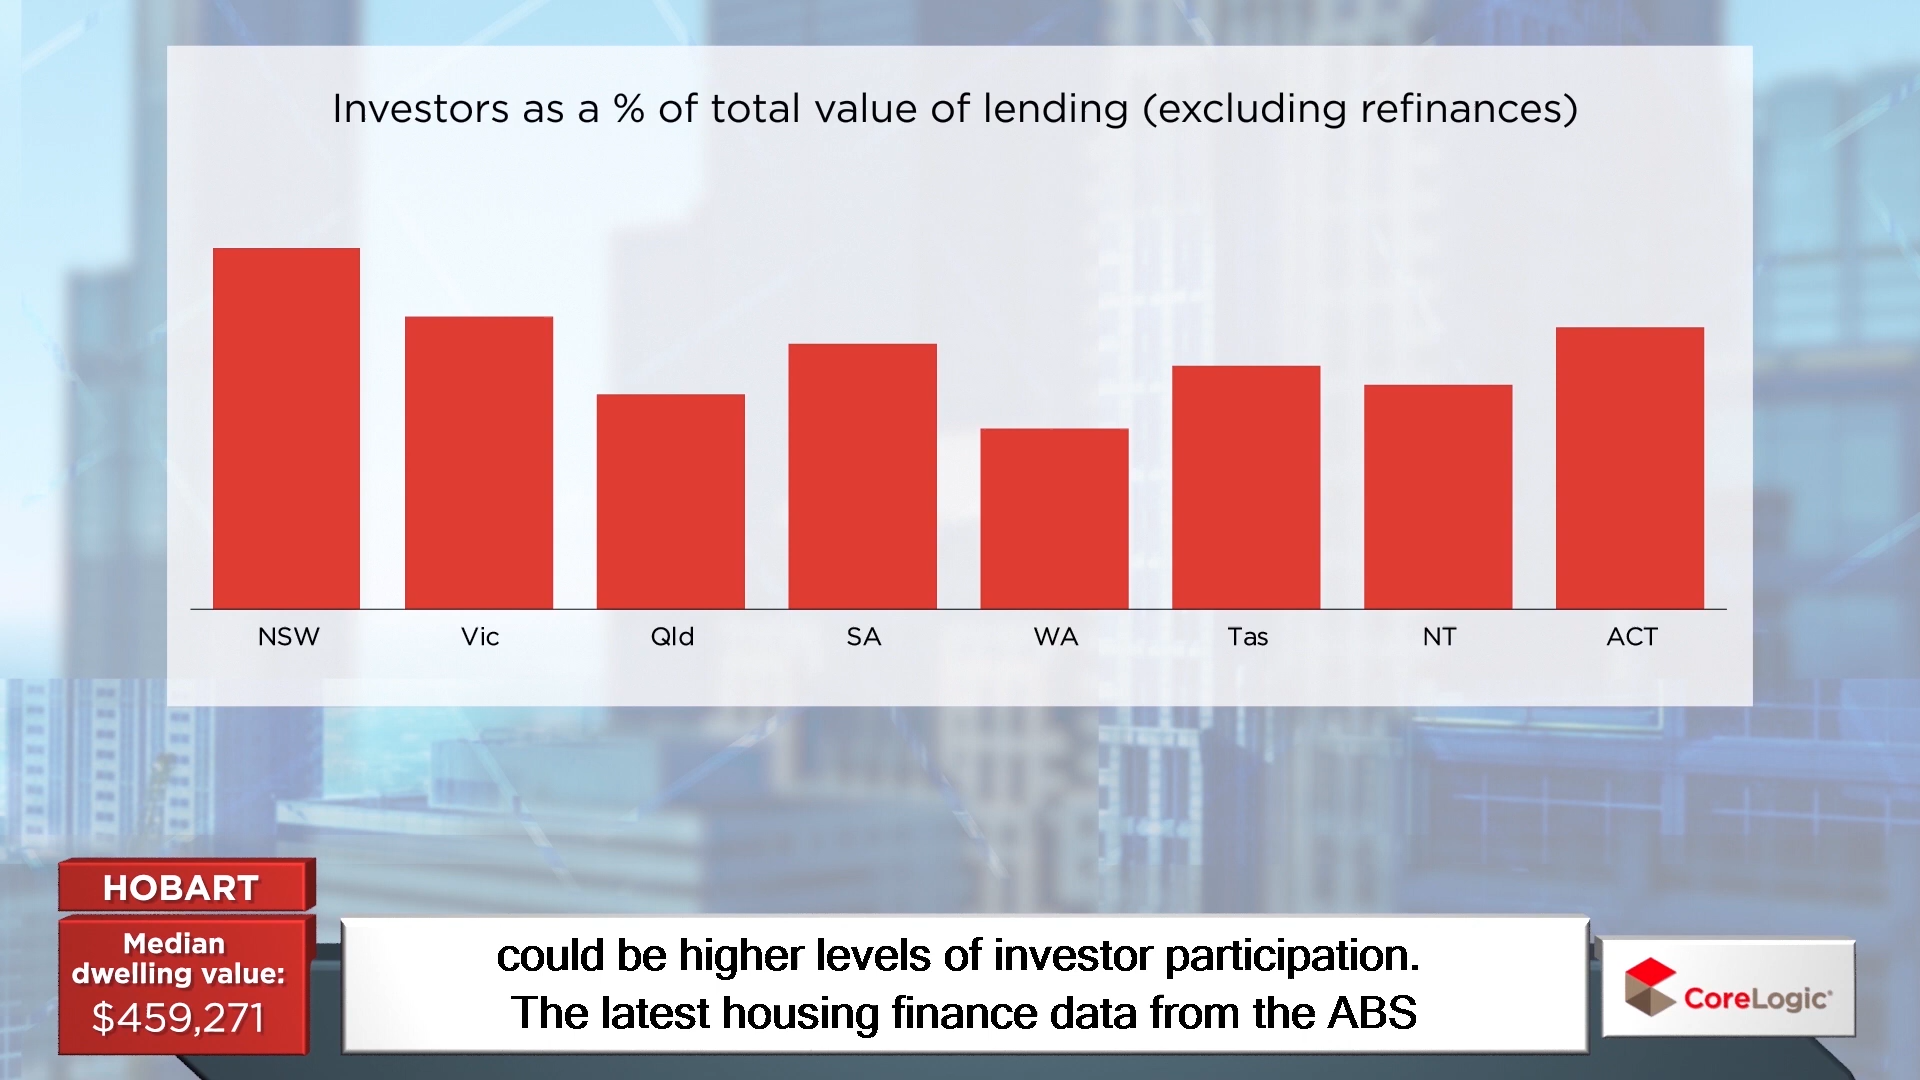 Investors as a % of total value of lending (excluding refinances)
NSW Vic Qld SA WA Tas NT ACT
HOBART
Median
dwelling value:
$459,271
could be higher levels of investor participation.
The latest housing finance data from the ABS
CoreLogic®